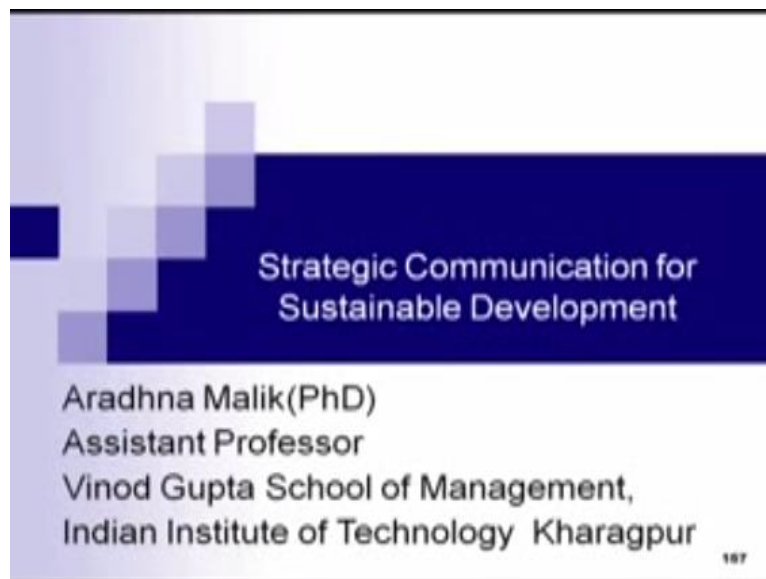 Strategic Communication for
Sustainable Development
Aradhna Malik(PhD)
Assistant Professor
Vinod Gupta School of Management,
Indian Institute of Technology Kharagpur
167